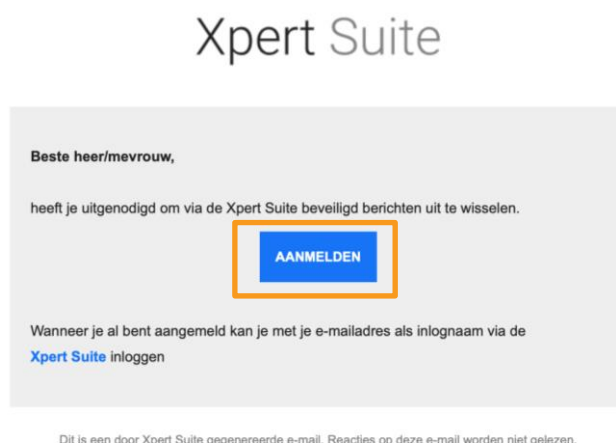 Xpert Suite
Beste heer/mevrouw,
heeft je uitgenodigd om via de Xpert Suite beveiligd berichten uit te wisselen.
AANMELDEN
Wanneer je al bent aangemeld kan je met je e-mailadres als inlognaam via de
Xpert Suite inloggen
Dit is een door Xpert Suite gegenereerde e-mail. Reacties op deze e-mail worden niet gelezen.